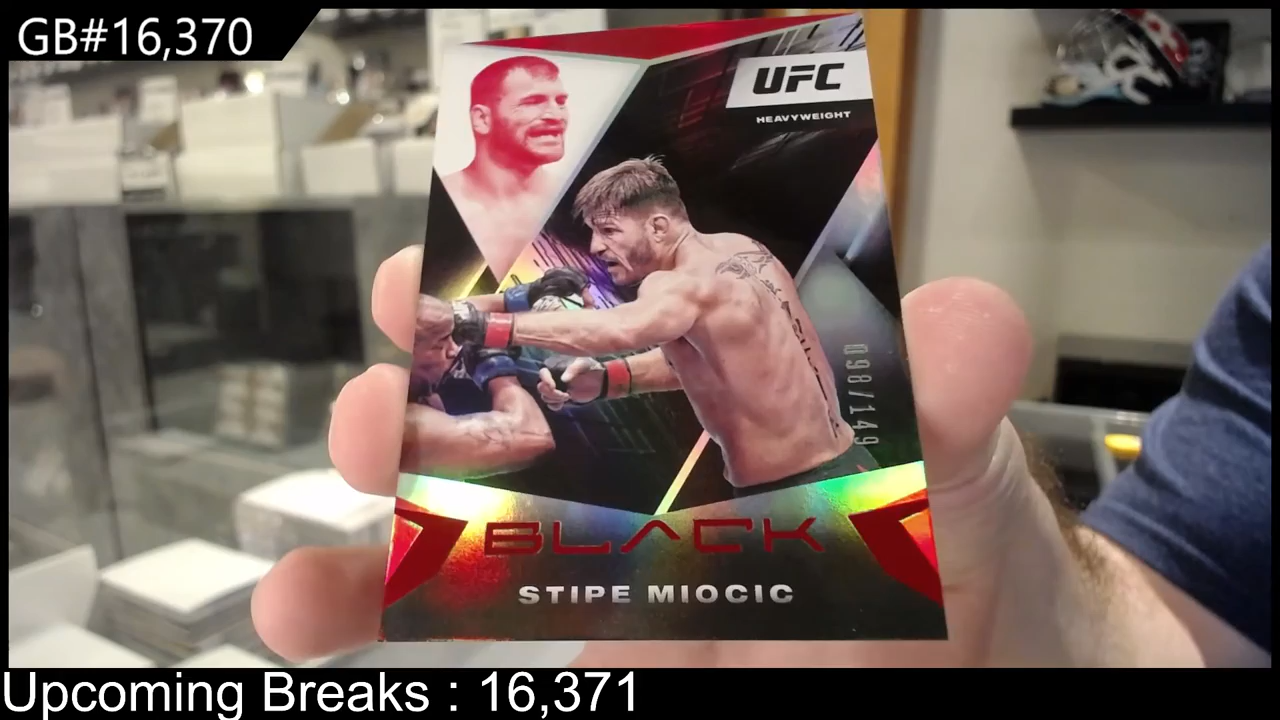 GB#16,370
UFC
HEAVYWEIGHT
098/149
BLACK
STIPE MIOCIC
Upcoming Breaks : 16,371